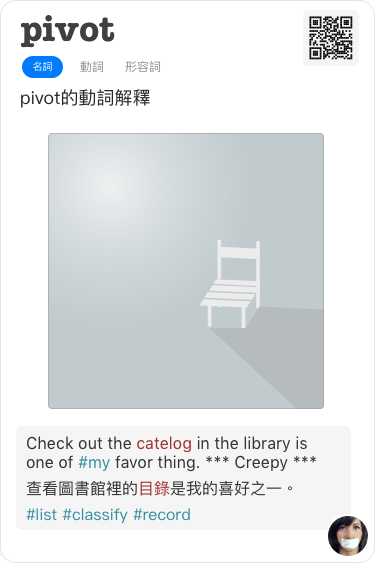 pivot
名詞 動詞 形容詞
pivot的動詞解釋
Check out the catelog in the library is
one of #my favor thing. *** Creepy ***
查看圖書館裡的目錄是我的喜好之一。
#list #classify #record